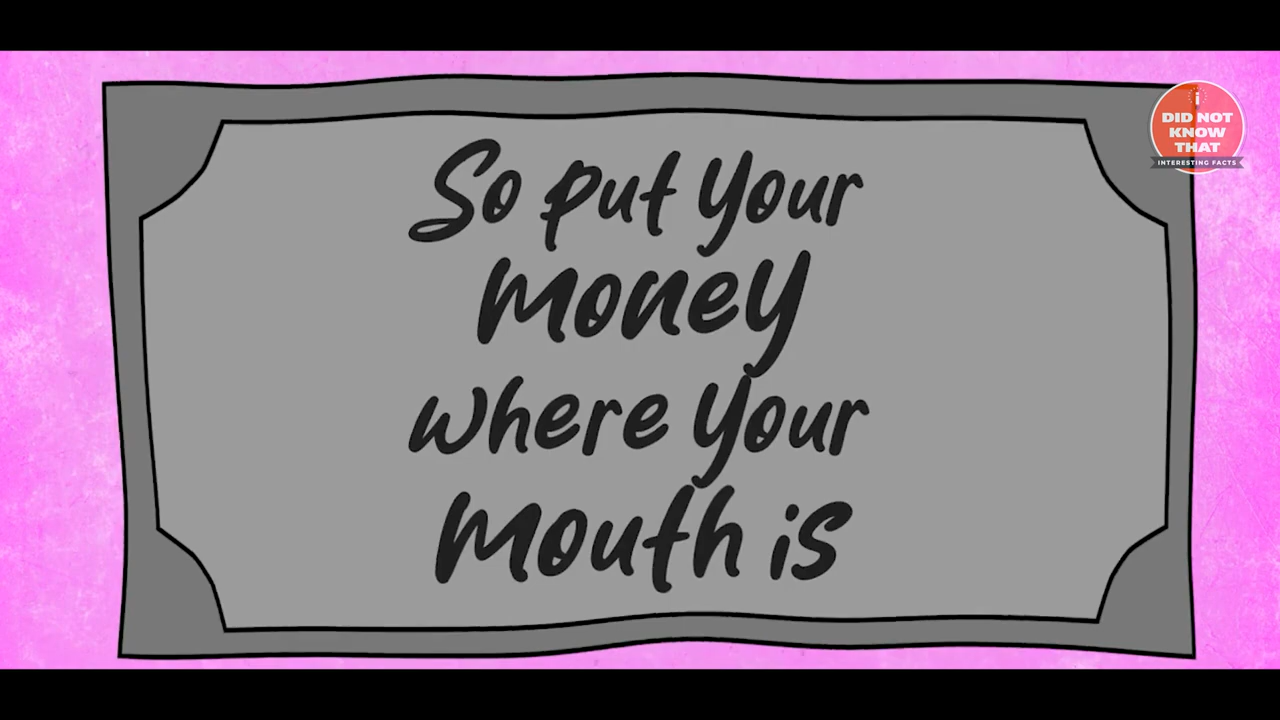 So put your
money
where your
mouth is
i
DID NOT
KNOW
THAT
INTERESTING FACTS